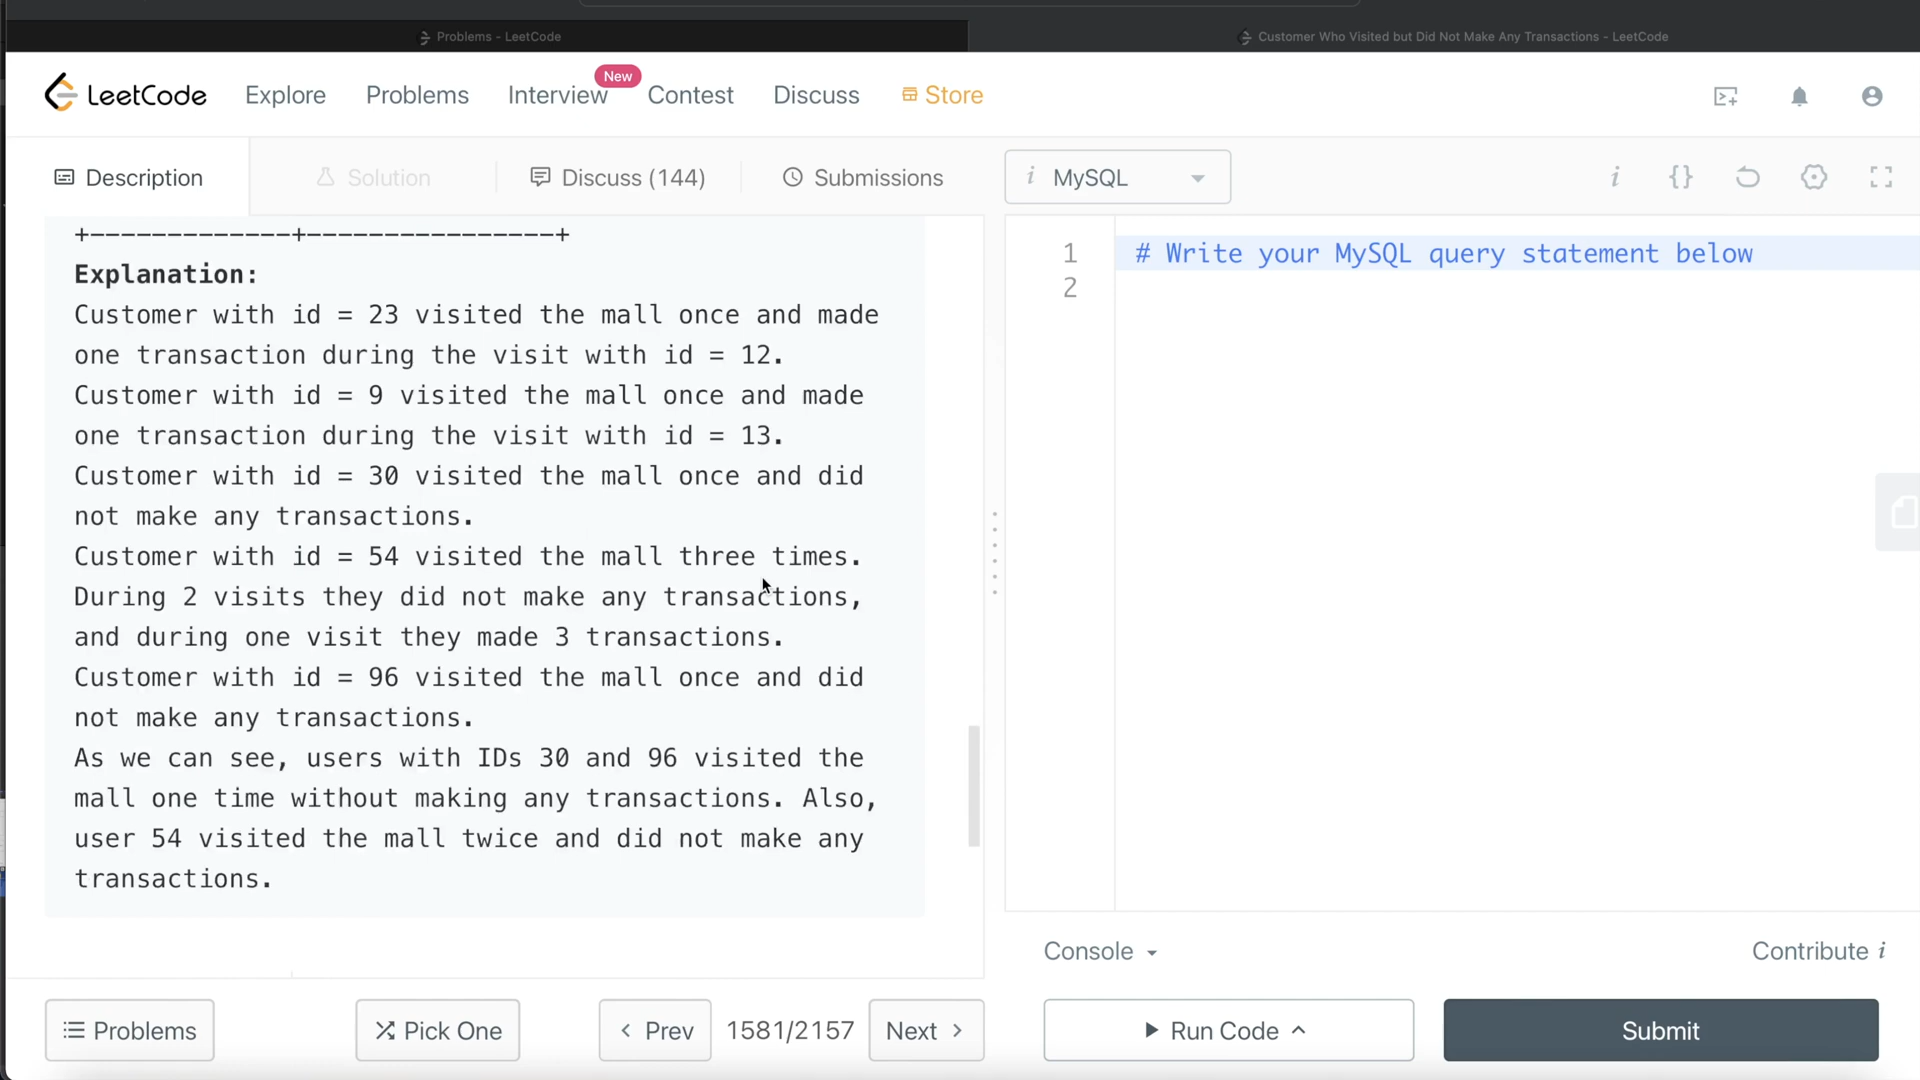 Problems - LeetCode
Customer Who Visited but Did Not Make Any Transactions - LeetCode
LeetCode
Explore
Problems
Interview
New
Contest
Discuss
Store
Description
Solution
Discuss (144)
Submissions
i MySQL
i
{}
+-------------+----------------+
Explanation:
Customer with id = 23 visited the mall once and made
one transaction during the visit with id = 12.
Customer with id = 9 visited the mall once and made
one transaction during the visit with id = 13.
Customer with id = 30 visited the mall once and did
not make any transactions.
Customer with id = 54 visited the mall three times.
During 2 visits they did not make any transactions,
and during one visit they made 3 transactions.
Customer with id = 96 visited the mall once and did
not make any transactions.
As we can see, users with IDs 30 and 96 visited the
mall one time without making any transactions. Also,
user 54 visited the mall twice and did not make any
transactions.
1
# Write your MySQL query statement below
2
Console
Contribute i
Problems
Pick One
Prev
1581/2157
Next
Run Code
Submit